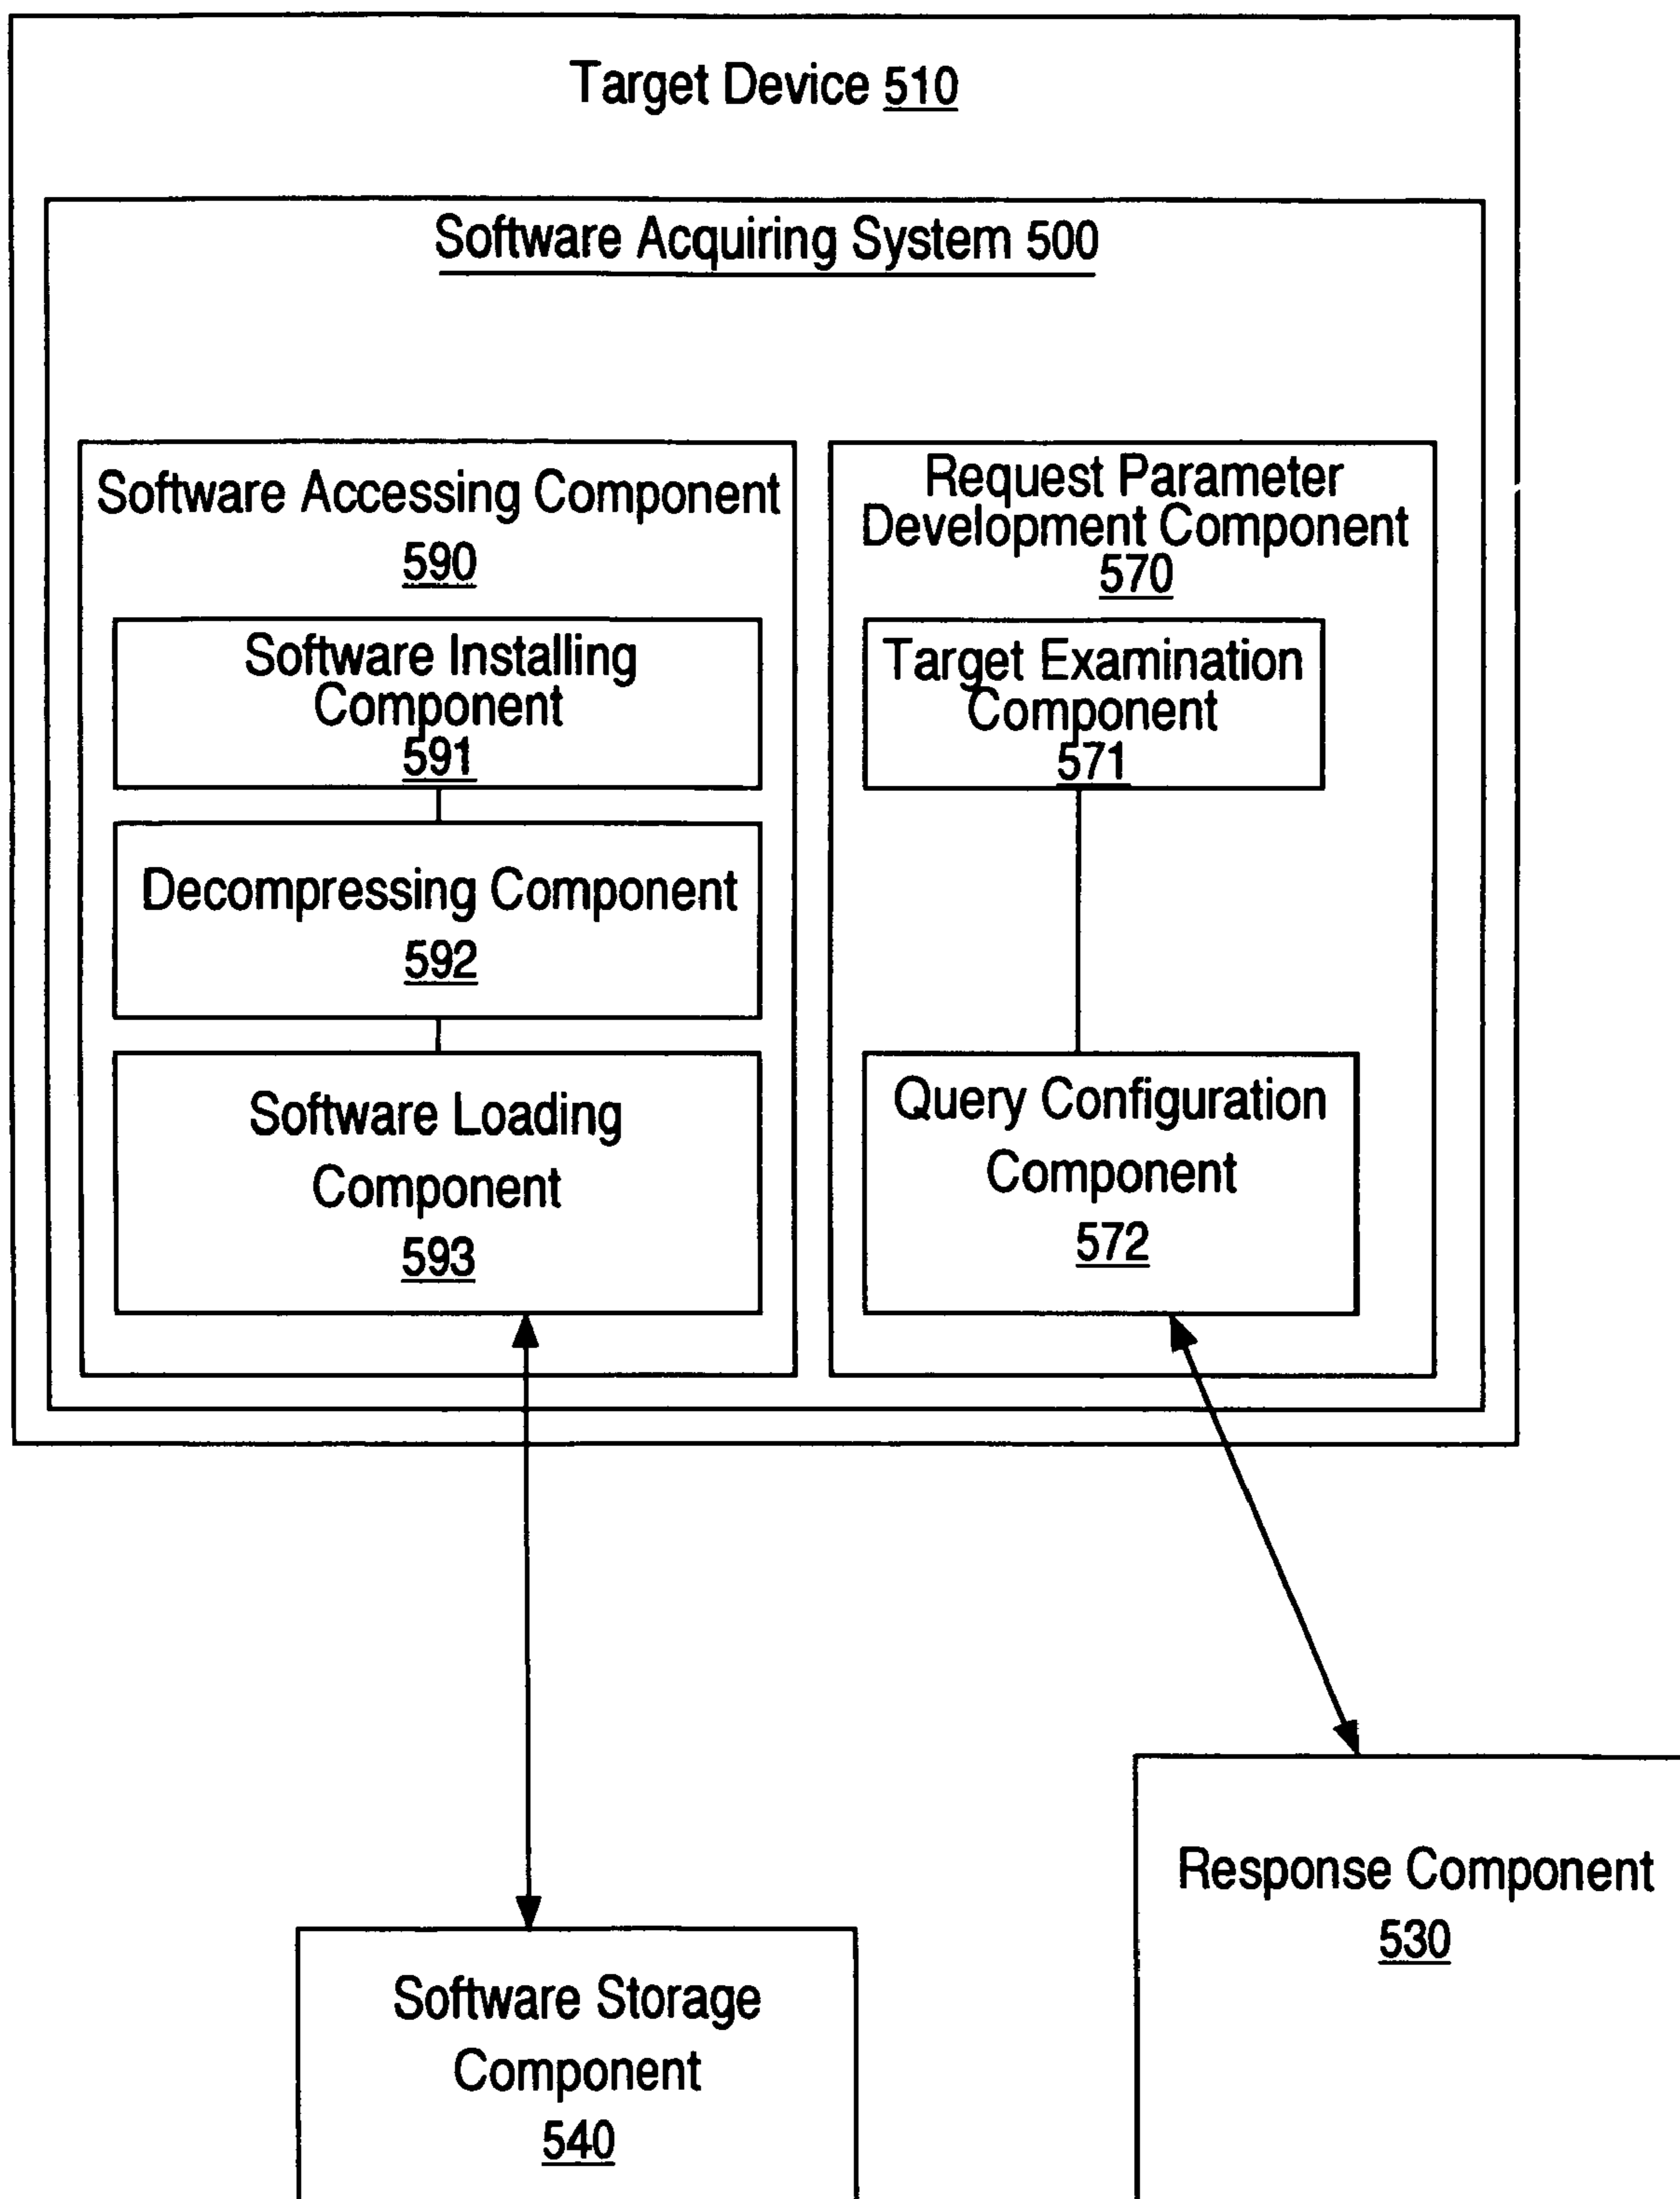 Target Device 510
Software Acquiring System 500
Software Accessing Component
590
Software Installing
Component
591
Decompressing Component
592
Software Loading
Component
593
Request Parameter
Development Component
570
Target Examination
Component
571
Query Configuration
Component
572
Response Component
530
Software Storage
Component
540